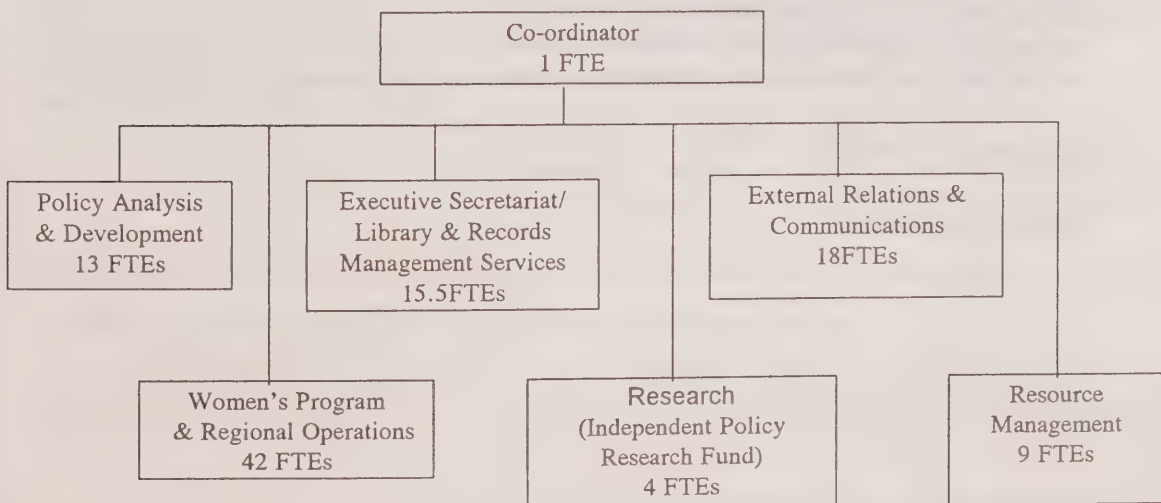 Co-ordinator
1 FTE
Policy Analysis
& Development
13 FTEs
Executive Secretariat/
Library & Records
Management Services
15.5FTEs
External Relations &
Communications
18FTEs
Women's Program
& Regional Operations
42 FTEs
Research
(Independent Policy
Research Fund)
4 FTEs
Resource
Management
9 FTEs